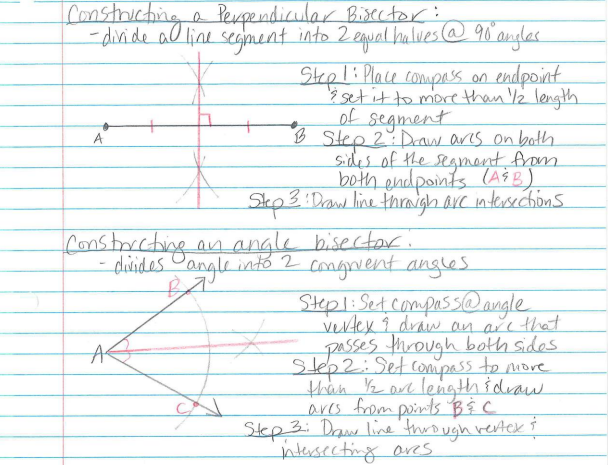 Constructing a Perpendicular Bisector:
- divide a line segment into 2 equal halves @ 90° angles
Step 1: Place compass on endpoint
& set it to more than 1/2 length
of segment
A B
Step 2: Draw arcs on both
sides of the segment from
both endpoints (A & B)
Step 3: Draw line through arc intersections
Constructing an angle bisector:
- divides angle into 2 congruent angles
B
Step 1: Set compass @ angle
vertex & draw an arc that
A
passes through both sides
Step 2: Set compass to more
than 1/2 arc length & draw
arcs from points B & C
C
Step 3: Draw line through vertex &
intersecting arcs